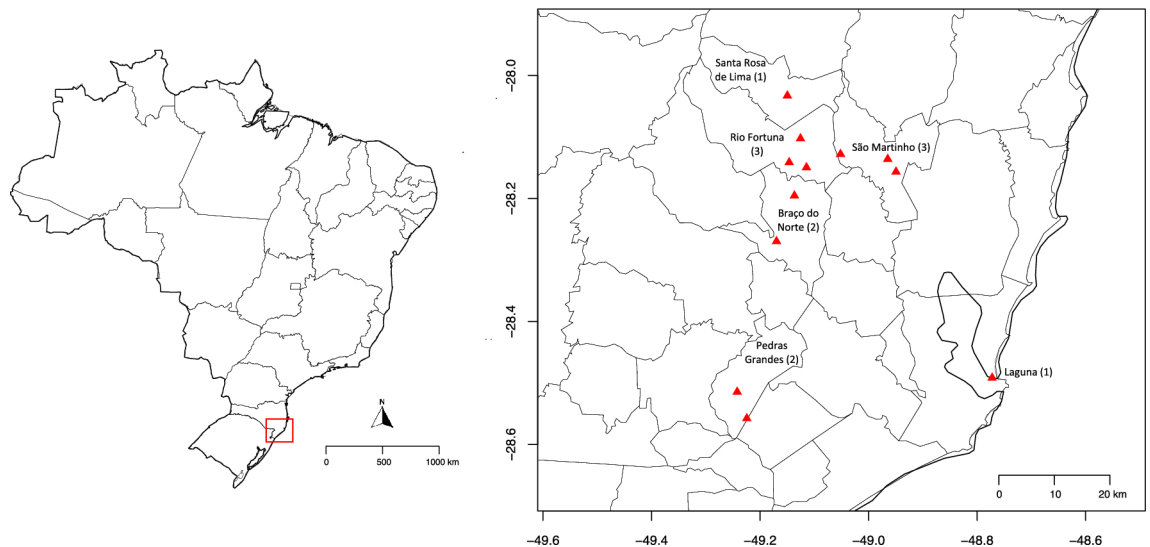 N
0 500 1000 km
Santa Rosa
de Lima (1)
Rio Fortuna
(3)
São Martinho (3)
Braço do
Norte (2)
Pedras
Grandes (2)
Laguna (1)
0 10 20 km
−28.0
−28.2
−28.4
−28.6
−49.6 −49.4 −49.2 −49.0 −48.8 −48.6